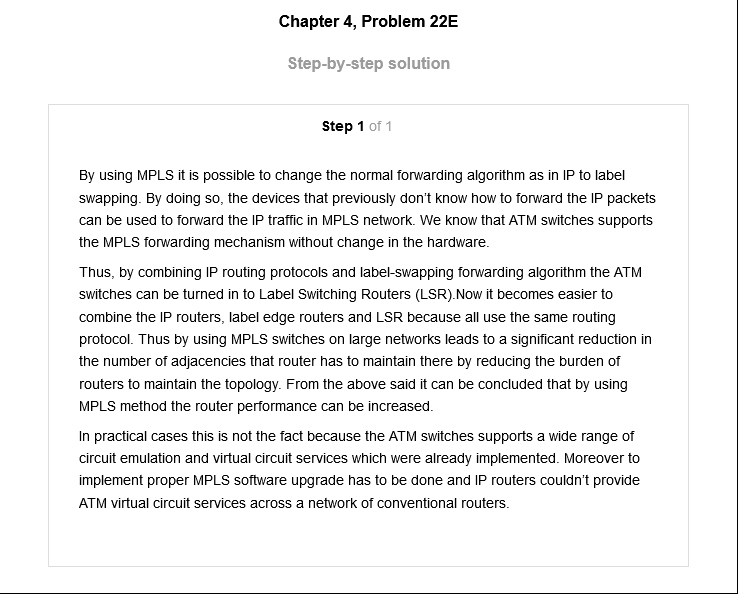 Chapter 4, Problem 22E
Step-by-step solution
Step 1 of 1
By using MPLS it is possible to change the normal forwarding algorithm as in IP to label
swapping. By doing so, the devices that previously don't know how to forward the IP packets
can be used to forward the IP traffic in MPLS network. We know that ATM switches supports
the MPLS forwarding mechanism without change in the hardware.
Thus, by combining IP routing protocols and label-swapping forwarding algorithm the ATM
switches can be turned in to Label Switching Routers (LSR).Now it becomes easier to
combine the IP routers, label edge routers and LSR because all use the same routing
protocol. Thus by using MPLS switches on large networks leads to a significant reduction in
the number of adjacencies that router has to maintain there by reducing the burden of
routers to maintain the topology. From the above said it can be concluded that by using
MPLS method the router performance can be increased.
In practical cases this is not the fact because the ATM switches supports a wide range of
circuit emulation and virtual circuit services which were already implemented. Moreover to
implement proper MPLS software upgrade has to be done and IP routers couldn't provide
ATM virtual circuit services across a network of conventional routers.